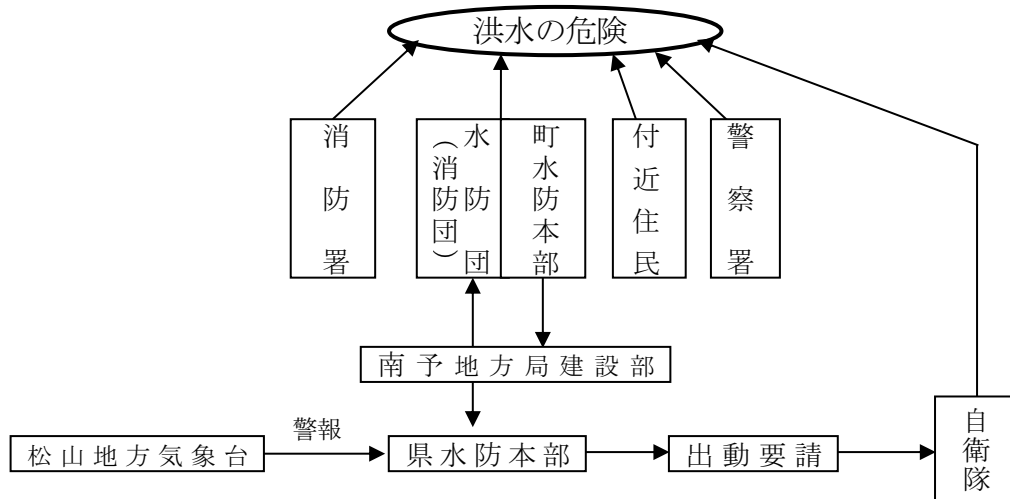 洪水の危険
消防署
水防団
（消防団）
町水防本部
付近住民
警察署
南予地方局建設部
警報
松山地方気象台
県水防本部
出動要請
自衛隊